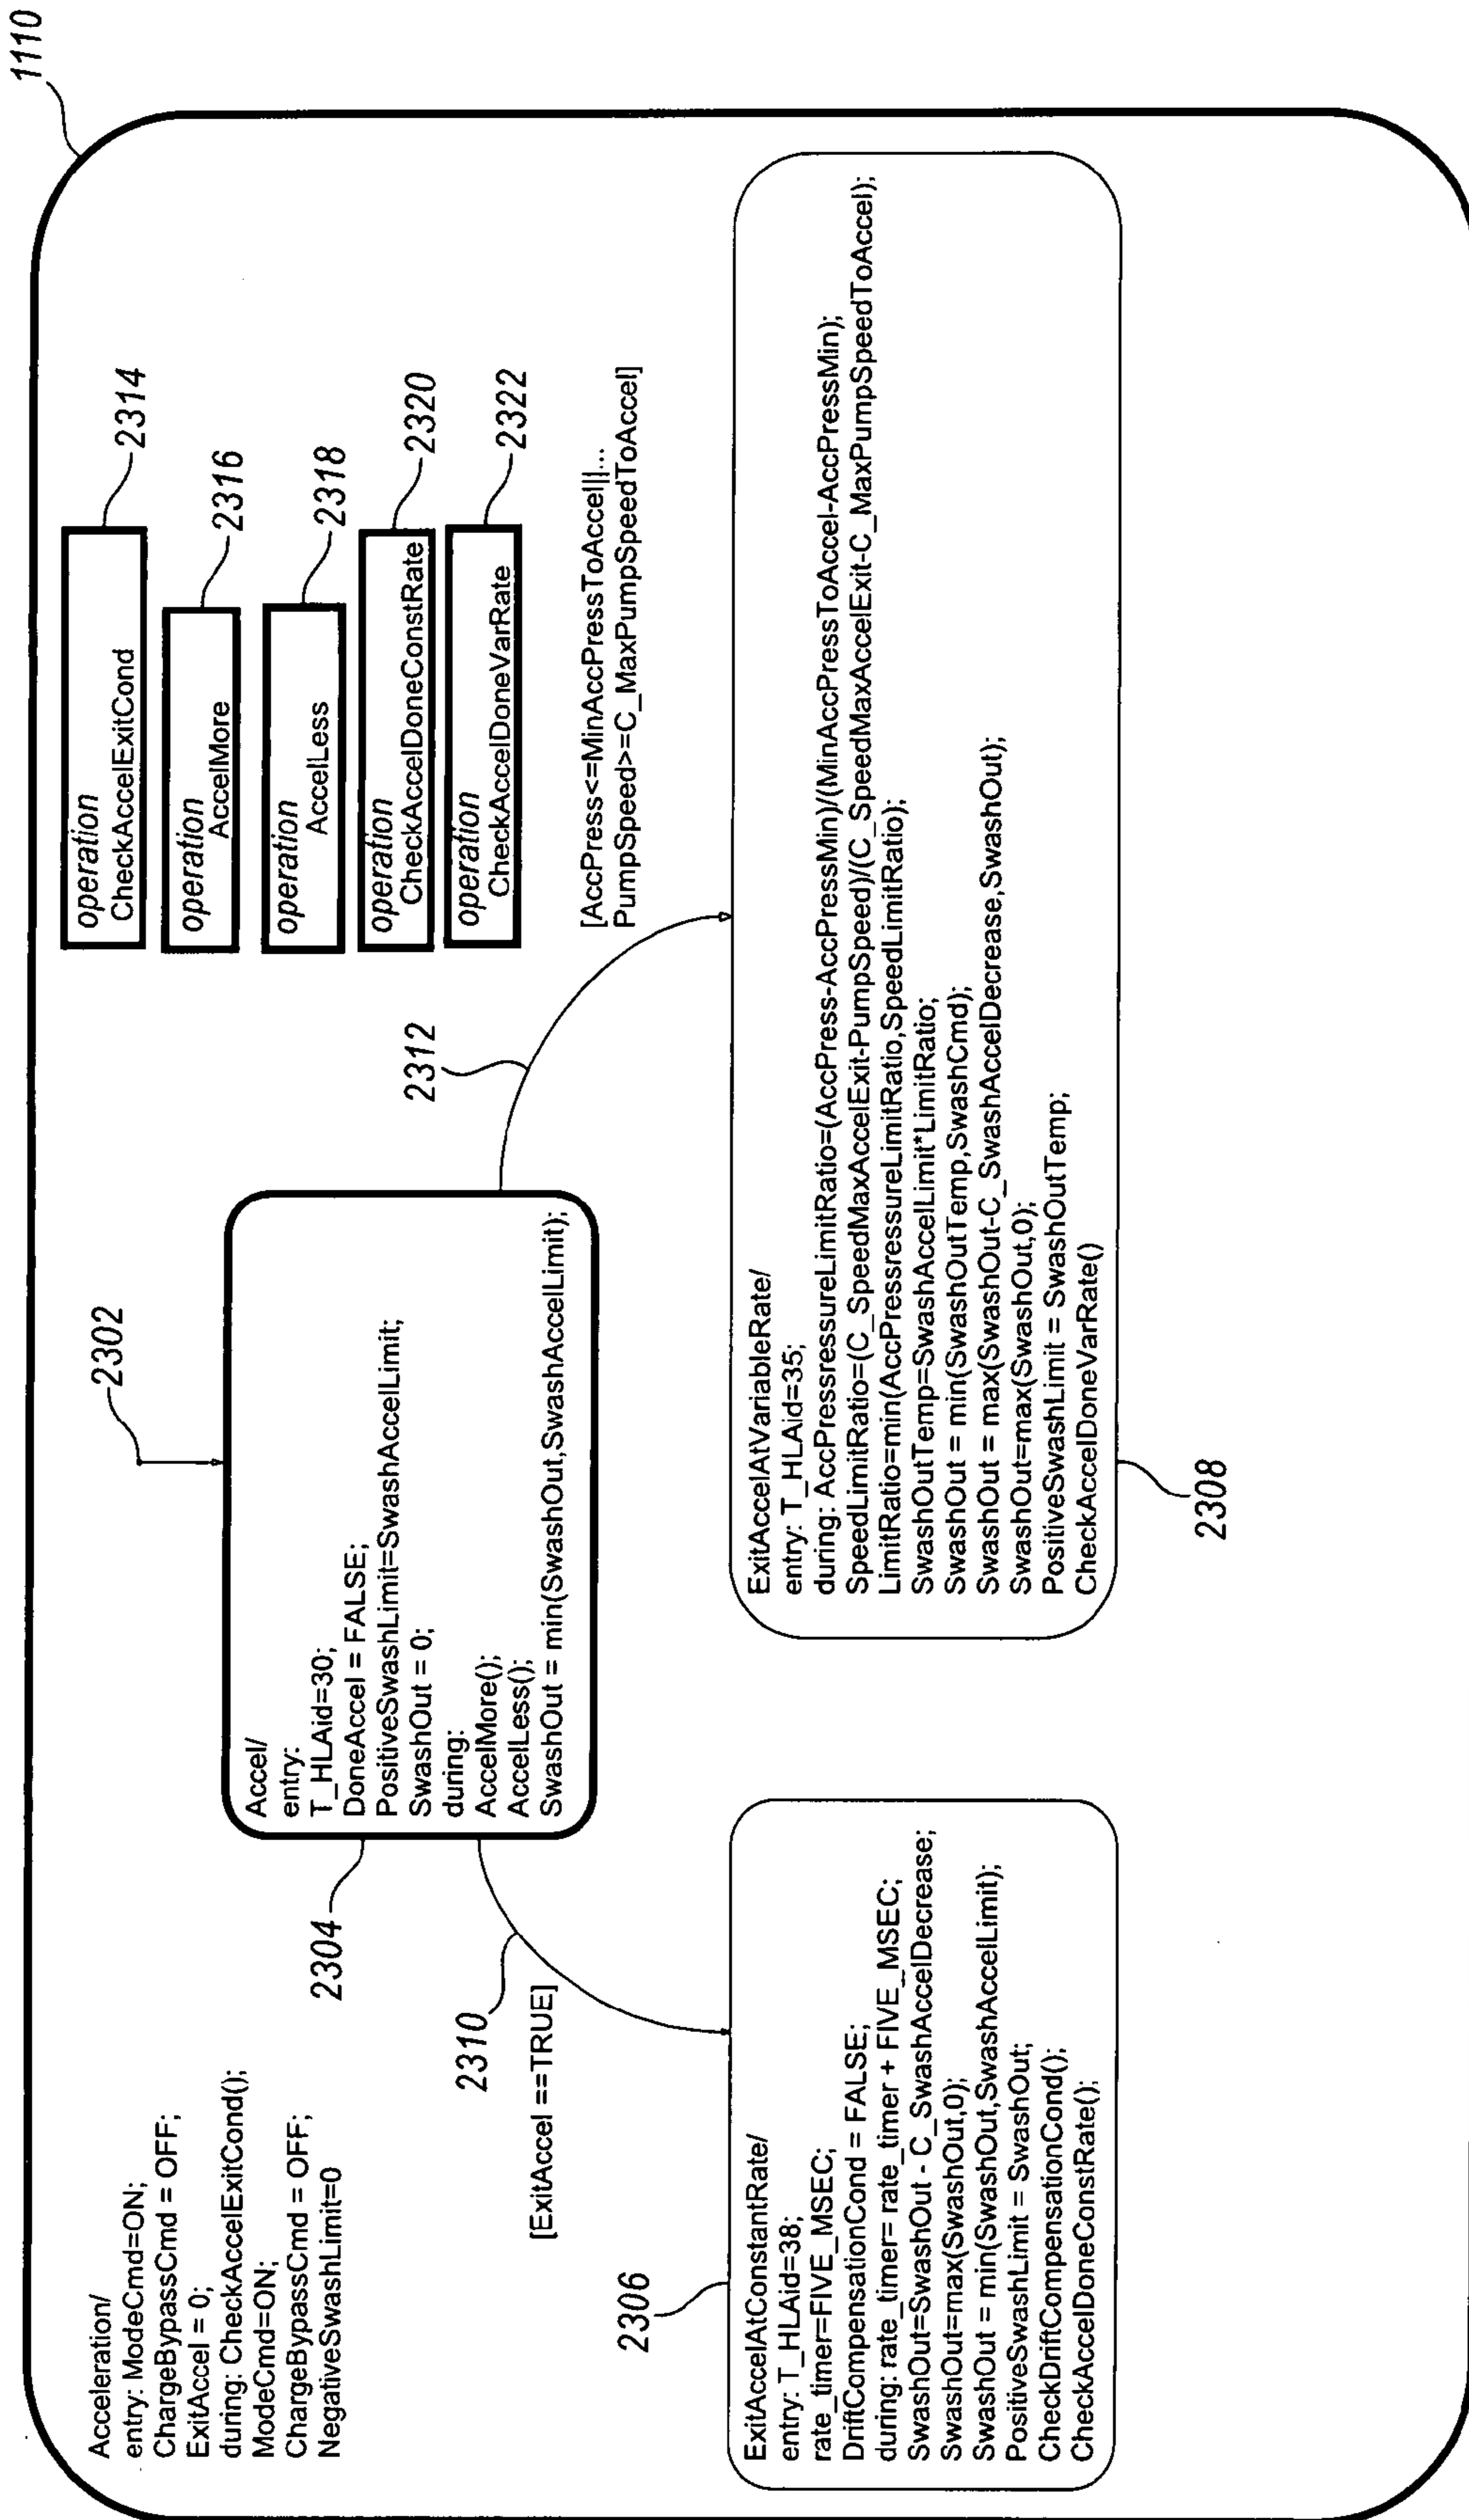 1110
Acceleration/
entry: ModeCmd=ON;
ChargeBypassCmd = OFF;
ExitAccel = 0;
during: CheckAccelExitCond();
ModeCmd=ON;
ChargeBypassCmd = OFF;
NegativeSwashLimit=0
2302
Accel/
entry:
T_HLAid=30;
DoneAccel = FALSE;
PositiveSwashLimit=SwashAccelLimit;
SwashOut = 0;
during:
AccelMore();
AccelLess();
SwashOut = min(SwashOut,SwashAccelLimit);
2304
operation
CheckAccelExitCond
2314
operation
AccelMore
2316
operation
AccelLess
2318
operation
CheckAccelDoneConstRate
2320
operation
CheckAccelDoneVarRate
2322
2310
[ExitAccel ==TRUE]
2312
[AccPress<=MinAccPressToAccel||...
PumpSpeed>=C_MaxPumpSpeedToAccel]
2306
ExitAccelAtConstantRate/
entry: T_HLAid=38;
rate_timer=FIVE_MSEC;
DriftCompensationCond = FALSE;
during: rate_timer= rate_timer + FIVE_MSEC;
SwashOut=SwashOut - C_SwashAccelDecrease;
SwashOut=max(SwashOut,0);
SwashOut = min(SwashOut,SwashAccelLimit);
PositiveSwashLimit = SwashOut;
CheckDriftCompensationCond();
CheckAccelDoneConstRate();
ExitAccelAtVariableRate/
entry: T_HLAid=35;
during: AccPressressureLimitRatio=(AccPress-AccPressMin)/(MinAccPressToAccel-AccPressMin);
SpeedLimitRatio=(C_SpeedMaxAccelExit-PumpSpeed)/(C_SpeedMaxAccelExit-C_MaxPumpSpeedToAccel);
LimitRatio=min(AccPressressureLimitRatio,SpeedLimitRatio);
SwashOutTemp=SwashAccelLimit*LimitRatio;
SwashOut = min(SwashOutTemp,SwashCmd);
SwashOut = max(SwashOut-C_SwashAccelDecrease,SwashOut);
SwashOut=max(SwashOut,0);
PositiveSwashLimit = SwashOutTemp;
CheckAccelDoneVarRate()
2308